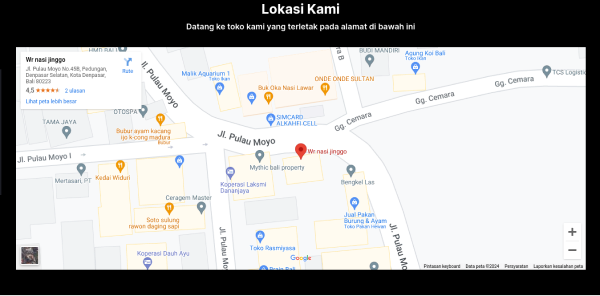 Lokasi Kami
Datang ke toko kami yang terletak pada alamat di bawah ini
Wr nasi jinggo
Jl. Pulau Moyo No.45B, Pedungan,
Denpasar Selatan, Kota Denpasar,
Bali 80223
Rute
4,5
2 ulasan
Lihat peta lebih besar
Malik Aquarium 1
Toko Ikan
Buk Oka Nasi Lawar
ONDE ONDE SULTAN
BUGI MANDIRI
Agung Koi Bali
Toko Ikan
TCS Logistic
Gg. Cemara
Gg. Cemara
Gg. Cemara
Jl. Pulau Moyo
OTOSPA
TAMA JAYA
Bubur ayam kacang
ijo k-cong madura
Bubur
SIMCARD
ALKAHFI CELL
Jl. Pulau Moyo
Wr nasi jinggo
Jl. Pulau Moyo I
Mertasari, PT
Kedai Widuri
Mythic bali property
Koperasi Laksmi
Dananjaya
Bengkel Las
Ceragem Master
Soto sulung
rawon daging sapi
Jual Pakan
Burung & Ayam
Toko Pakan Hewan
Jl. Pulau Moyo
Jl. Pulau Moyo
Koperasi Dauh Ayu
Toko Rasmiyasa
Google
Pintasan keyboard
Data peta ©2024
Persyaratan
Laporkan kesalahan peta